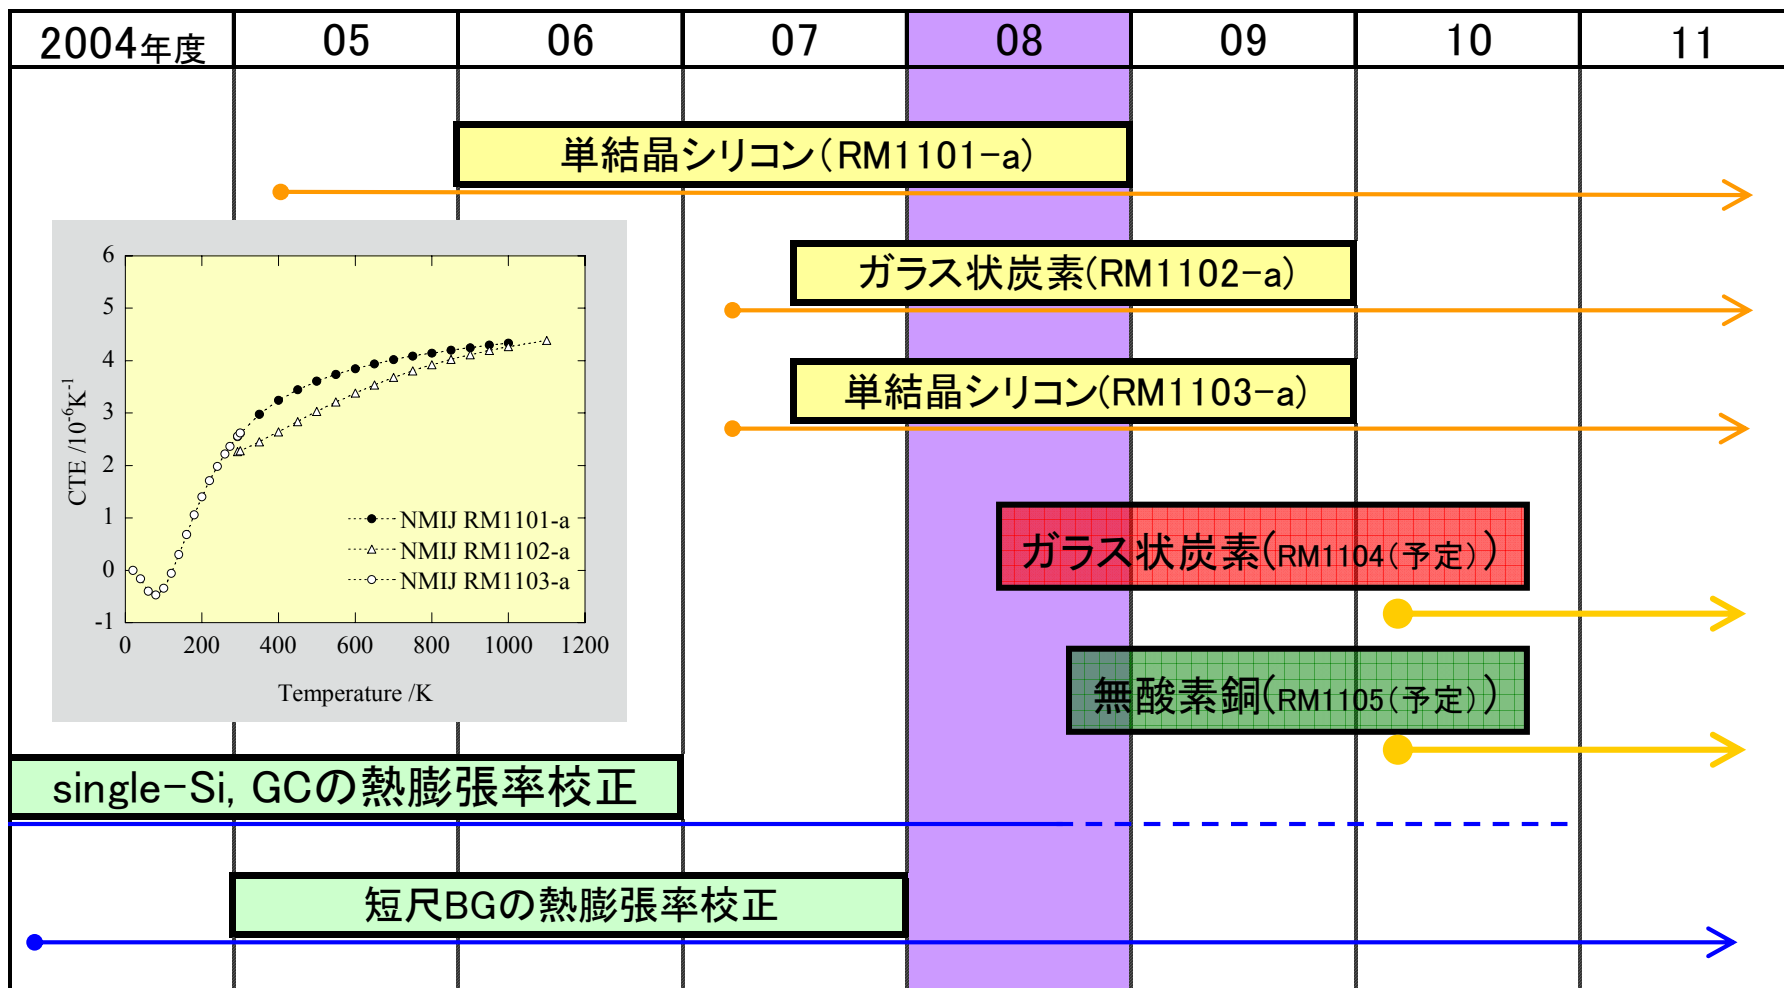 2004年度 05 06 07 08 09 10 11
単結晶シリコン（RM1101-a）
ガラス状炭素(RM1102-a)
単結晶シリコン(RM1103-a)
6
5
4
3
2
1
0
-1
CTE /10⁻⁶K⁻¹
NMIJ RM1101-a
NMIJ RM1102-a
NMIJ RM1103-a
0 200 400 600 800 1000 1200
Temperature /K
ガラス状炭素(RM1104(予定))
無酸素銅(RM1105(予定))
single-Si, GCの熱膨張率校正
短尺BGの熱膨張率校正